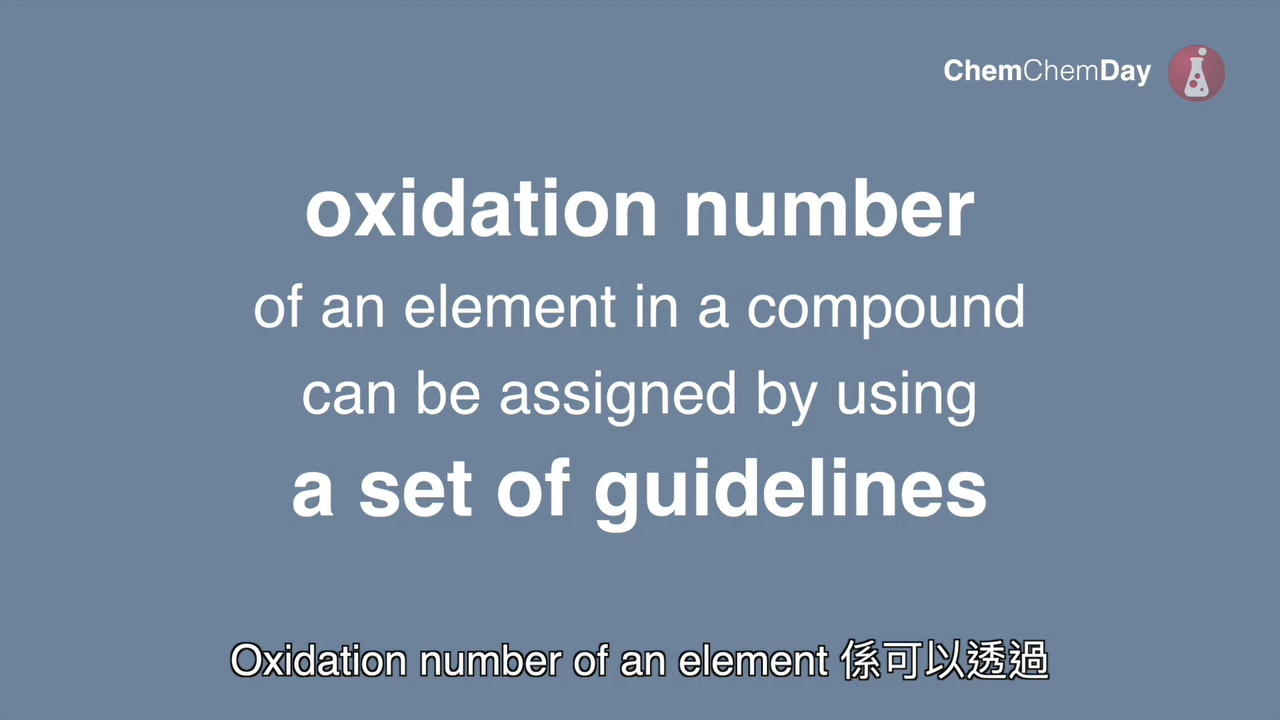 ChemChemDay
oxidation number
of an element in a compound
can be assigned by using
a set of guidelines
Oxidation number of an element 係可以透過